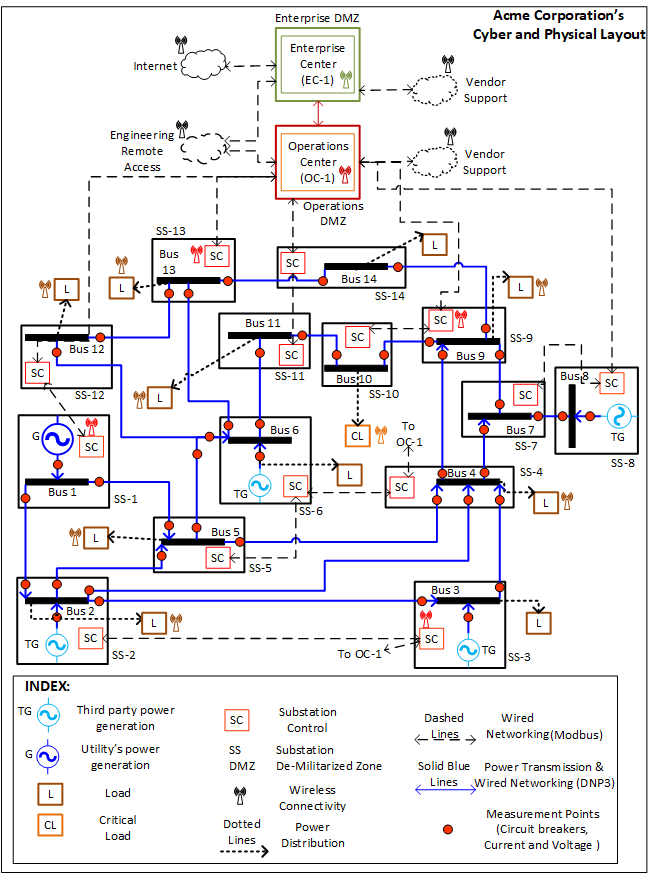 Acme Corporation's
Cyber and Physical Layout
Enterprise DMZ
Enterprise
Center
(EC-1)
Internet
Vendor
Support
Engineering
Remote
Access
Operations
Center
(OC-1)
Vendor
Support
Operations
DMZ
SS-13
Bus
13
SC
L
SC
Bus 14
SS-14
L
L
Bus 12
SC
SS-12
L
Bus 11
SC
SS-11
SC
Bus 10
SS-10
SC
Bus 9
SS-9
L
CL
To
OC-1
SC
Bus 7
SS-7
Bus 8
SC
TG
SS-8
G
SC
Bus 1
SS-1
Bus 6
TG
SC
SS-6
L
Bus 4
SS-4
SC
L
L
Bus 5
SC
SS-5
Bus 2
TG
SC
SS-2
L
Bus 3
SC
TG
SS-3
L
To OC-1
INDEX:
TG
Third party power
generation
G
Utility's power
generation
L
Load
CL
Critical
Load
SC
Substation
Control
SS
DMZ
Substation
De-Militarized Zone
Wireless
Connectivity
Dotted
Lines
Power
Distribution
Dashed
Lines
Wired
Networking(Modbus)
Solid Blue
Lines
Power Transmission &
Wired Networking (DNP3)
Measurement Points
(Circuit breakers,
Current and Voltage )